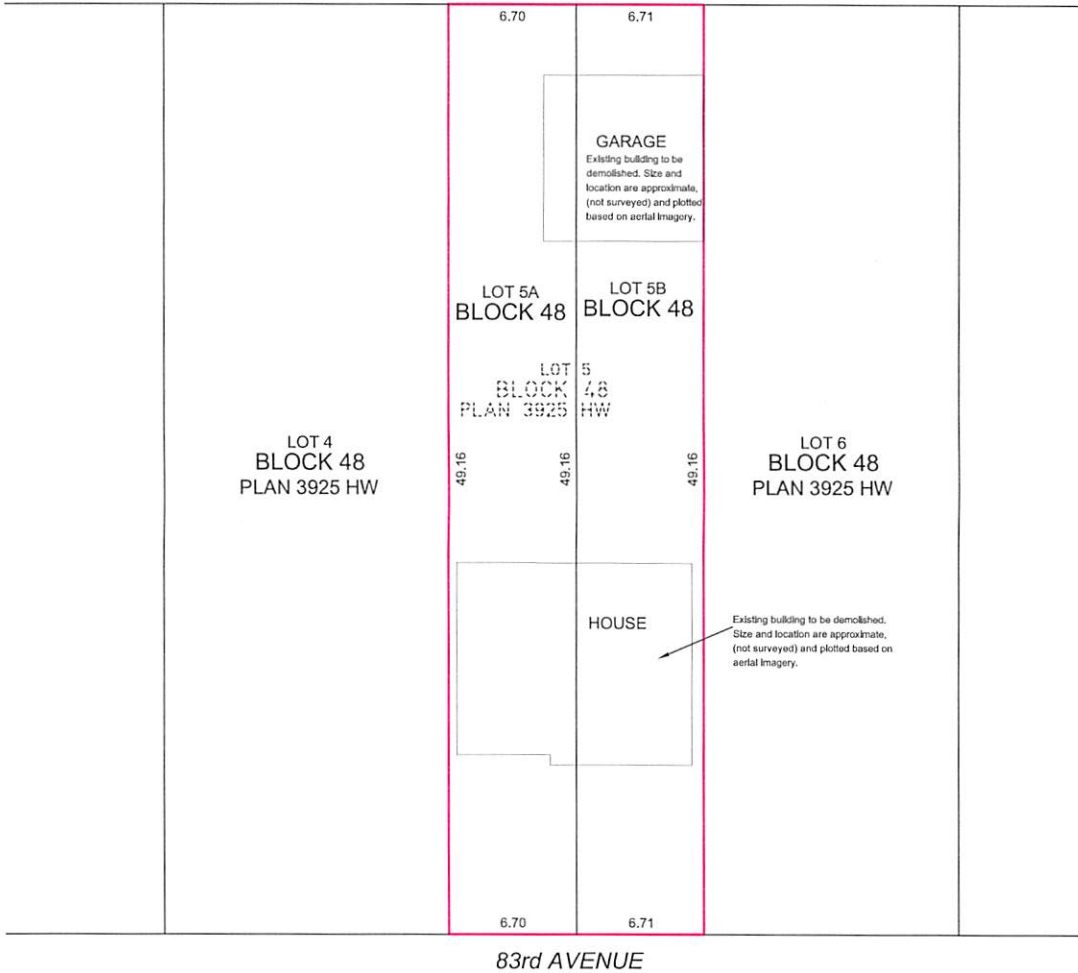 6.70
6.71
GARAGE
Existing building to be
demolished. Size and
location are approximate,
(not surveyed) and plotted
based on aerial imagery.
LOT 5A
BLOCK 48
LOT 5B
BLOCK 48
LOT 5
BLOCK 48
PLAN 3925 HW
LOT 4
BLOCK 48
PLAN 3925 HW
49.16
49.16
49.16
LOT 6
BLOCK 48
PLAN 3925 HW
HOUSE
Existing building to be demolished.
Size and location are approximate,
(not surveyed) and plotted based on
aerial imagery.
6.70
6.71
83rd AVENUE